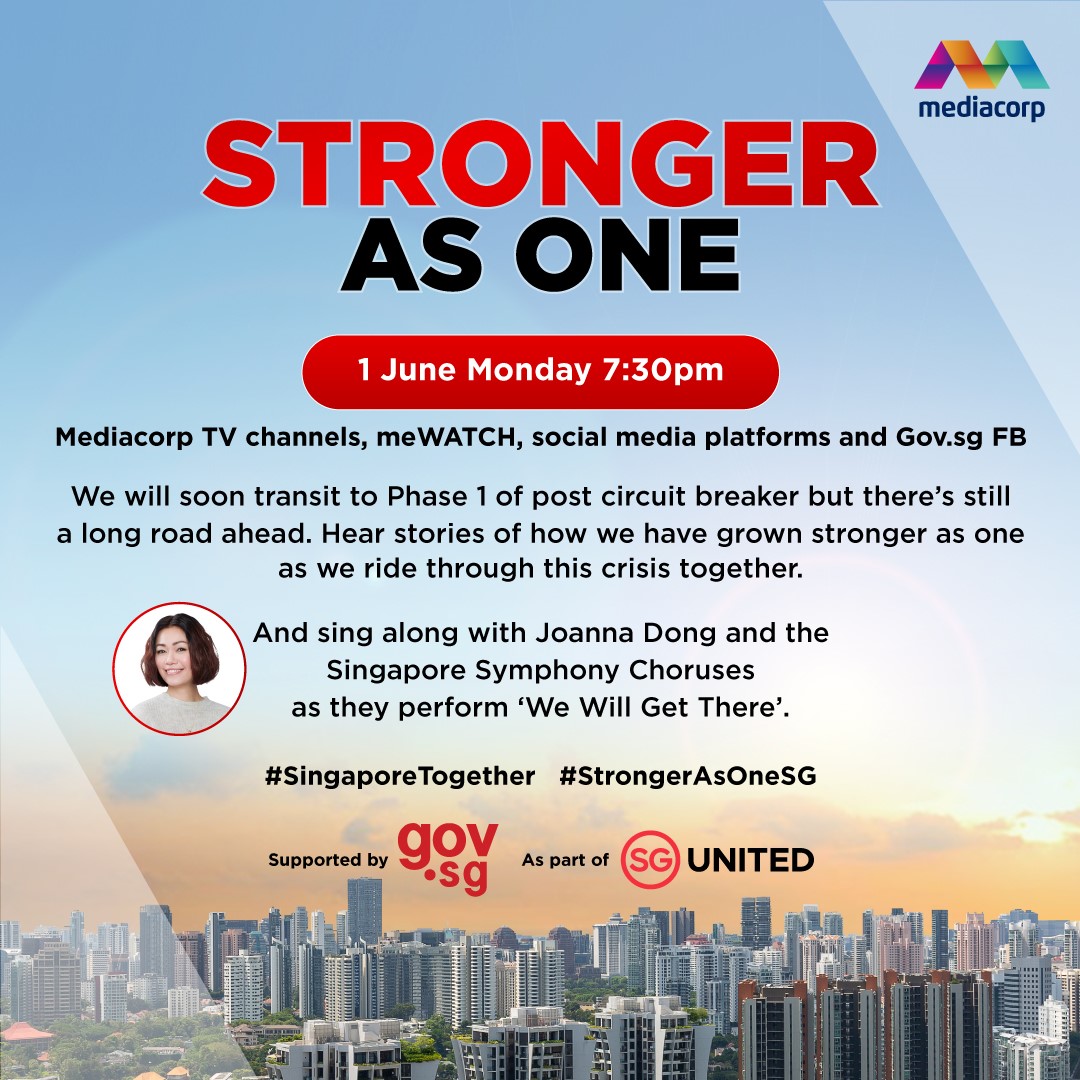 mediacorp
STRONGER
AS ONE
1 June Monday 7:30pm
Mediacorp TV channels, meWATCH, social media platforms and Gov.sg FB
We will soon transit to Phase 1 of post circuit breaker but there’s still
a long road ahead. Hear stories of how we have grown stronger as one
as we ride through this crisis together.
And sing along with Joanna Dong and the
Singapore Symphony Choruses
as they perform ‘We Will Get There’.
#SingaporeTogether #StrongerAsOneSG
Supported by gov.sg As part of SG UNITED